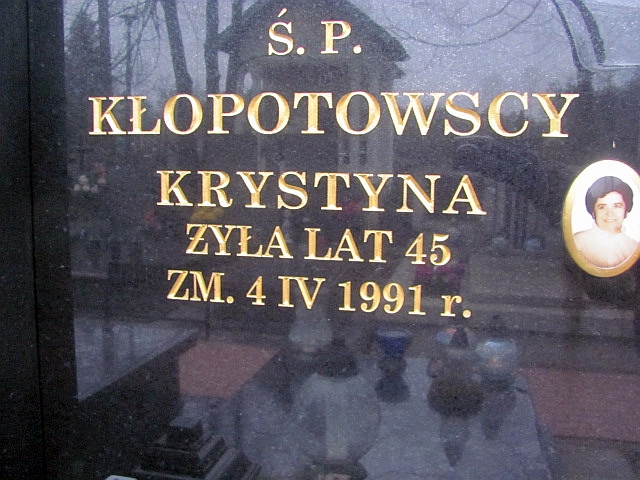 Ś. P.
KŁOPOTOWSCY
KRYSTYNA
ŻYŁA LAT 45
ZM. 4 IV 1991 r.